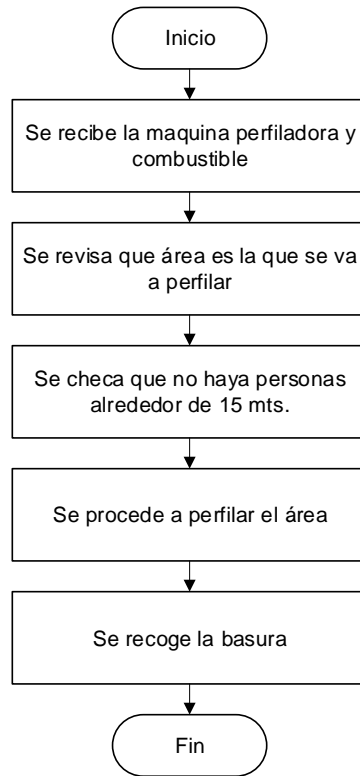 Inicio
Se recibe la maquina perfiladora y
combustible
Se revisa que área es la que se va
a perfilar
Se checa que no haya personas
alrededor de 15 mts.
Se procede a perfilar el área
Se recoge la basura
Fin